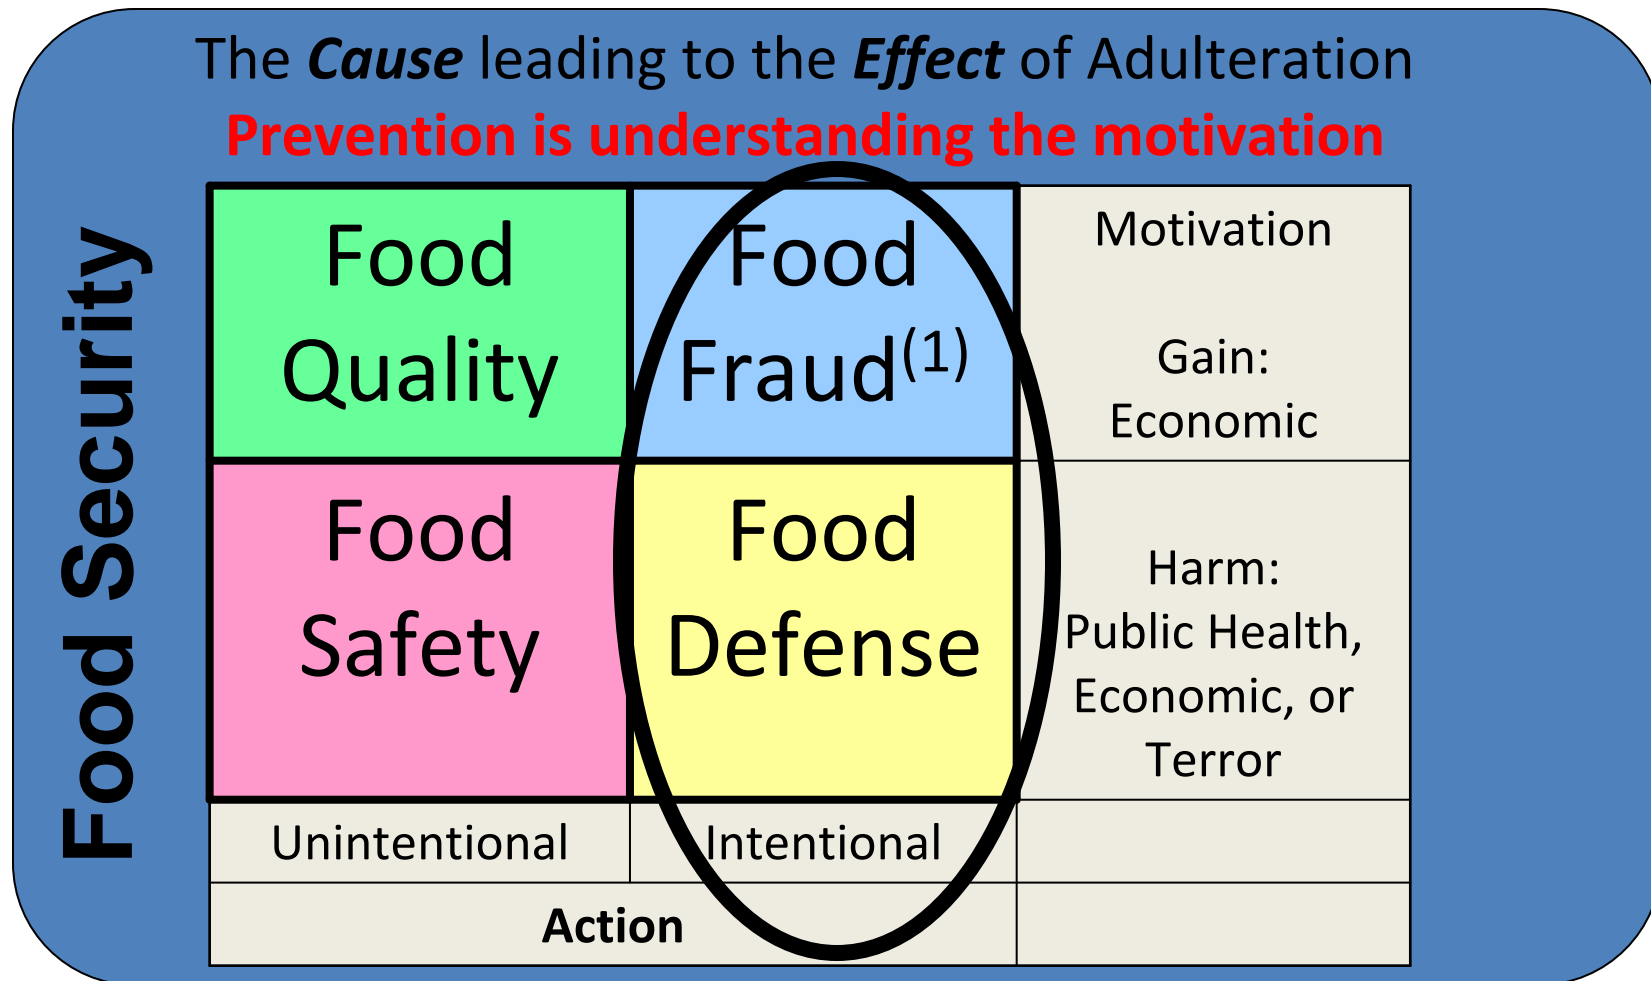 The Cause leading to the Effect of Adulteration
Prevention is understanding the motivation
Food Security
Food
Quality
Food
Fraud(1)
Motivation
Gain:
Economic
Food
Safety
Food
Defense
Harm:
Public Health,
Economic, or
Terror
Unintentional
Intentional
Action